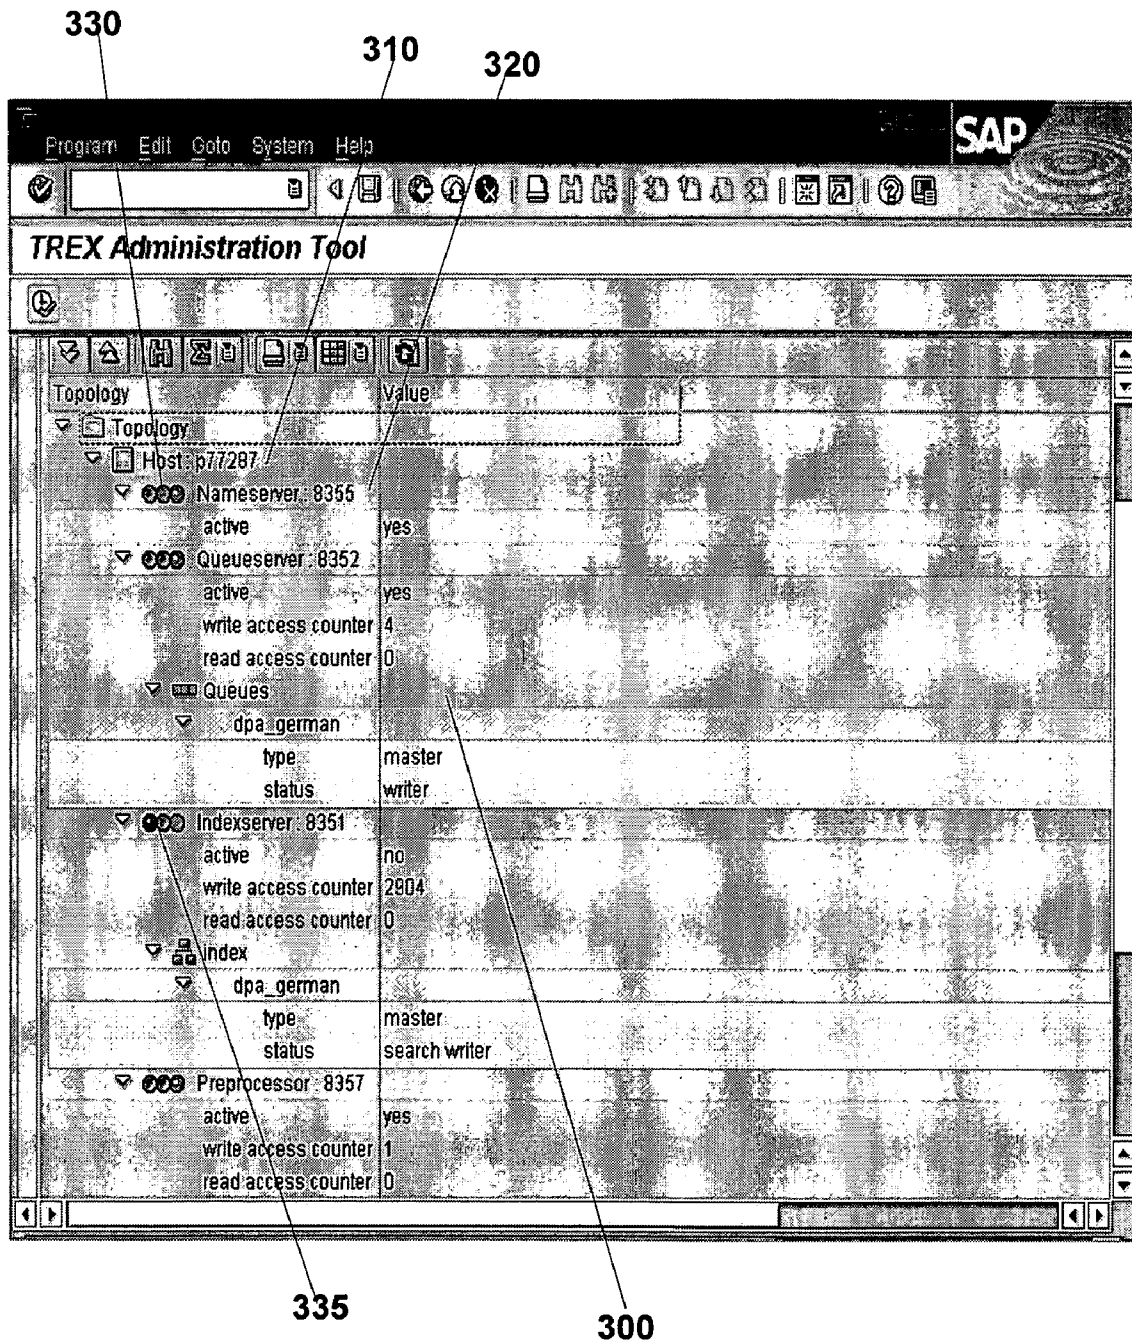 330
310
320
Program Edit Goto System Help
SAP
TREX Administration Tool
Topology Value
Topology
Host: p77287
Nameserver: 8355
active yes
Queueserver: 8352
active yes
write access counter 4
read access counter 0
Queues
dpa_german
type master
status writer
Indexserver: 8351
active no
write access counter 2904
read access counter 0
index
dpa_german
type master
status search writer
Preprocessor: 8357
active yes
write access counter 1
read access counter 0
335
300